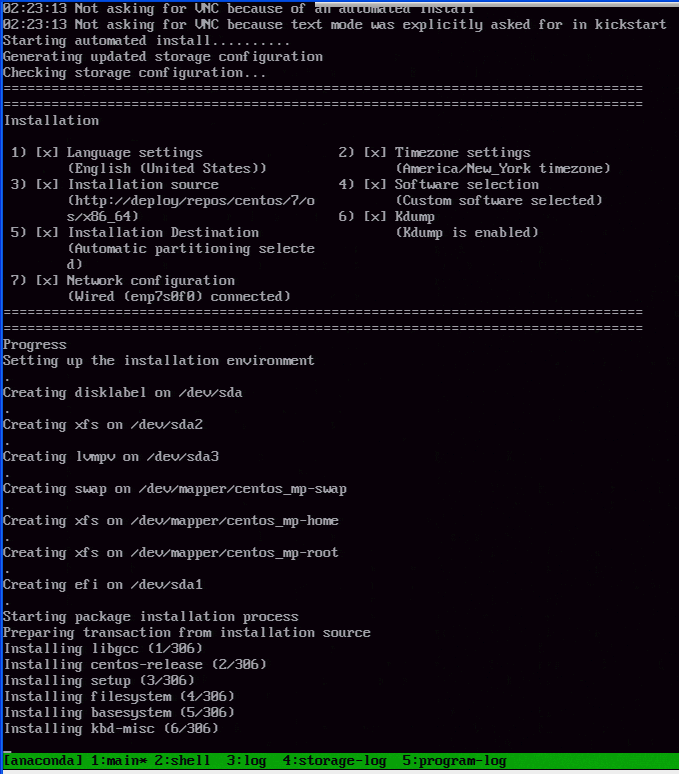 02:23:13 Not asking for VNC because of an automated install
02:23:13 Not asking for VNC because text mode was explicitly asked for in kickstart
Starting automated install..........
Generating updated storage configuration
Checking storage configuration...
================================================================================
================================================================================
Installation
1) [x] Language settings 2) [x] Timezone settings
(English (United States)) (America/New_York timezone)
3) [x] Installation source 4) [x] Software selection
(http://deploy/repos/centos/7/o (Custom software selected)
s/x86_64) 6) [x] Kdump
5) [x] Installation Destination (Kdump is enabled)
(Automatic partitioning selecte
d)
7) [x] Network configuration
(Wired (enp7s0f0) connected)
================================================================================
================================================================================
Progress
Setting up the installation environment
.
Creating disklabel on /dev/sda
.
Creating xfs on /dev/sda2
.
Creating lvmpv on /dev/sda3
.
Creating swap on /dev/mapper/centos_mp-swap
.
Creating xfs on /dev/mapper/centos_mp-home
.
Creating xfs on /dev/mapper/centos_mp-root
.
Creating efi on /dev/sda1
.
Starting package installation process
Preparing transaction from installation source
Installing libgcc (1/306)
Installing centos-release (2/306)
Installing setup (3/306)
Installing filesystem (4/306)
Installing basesystem (5/306)
Installing kbd-misc (6/306)
[anaconda] 1:main* 2:shell 3:log 4:storage-log 5:program-log